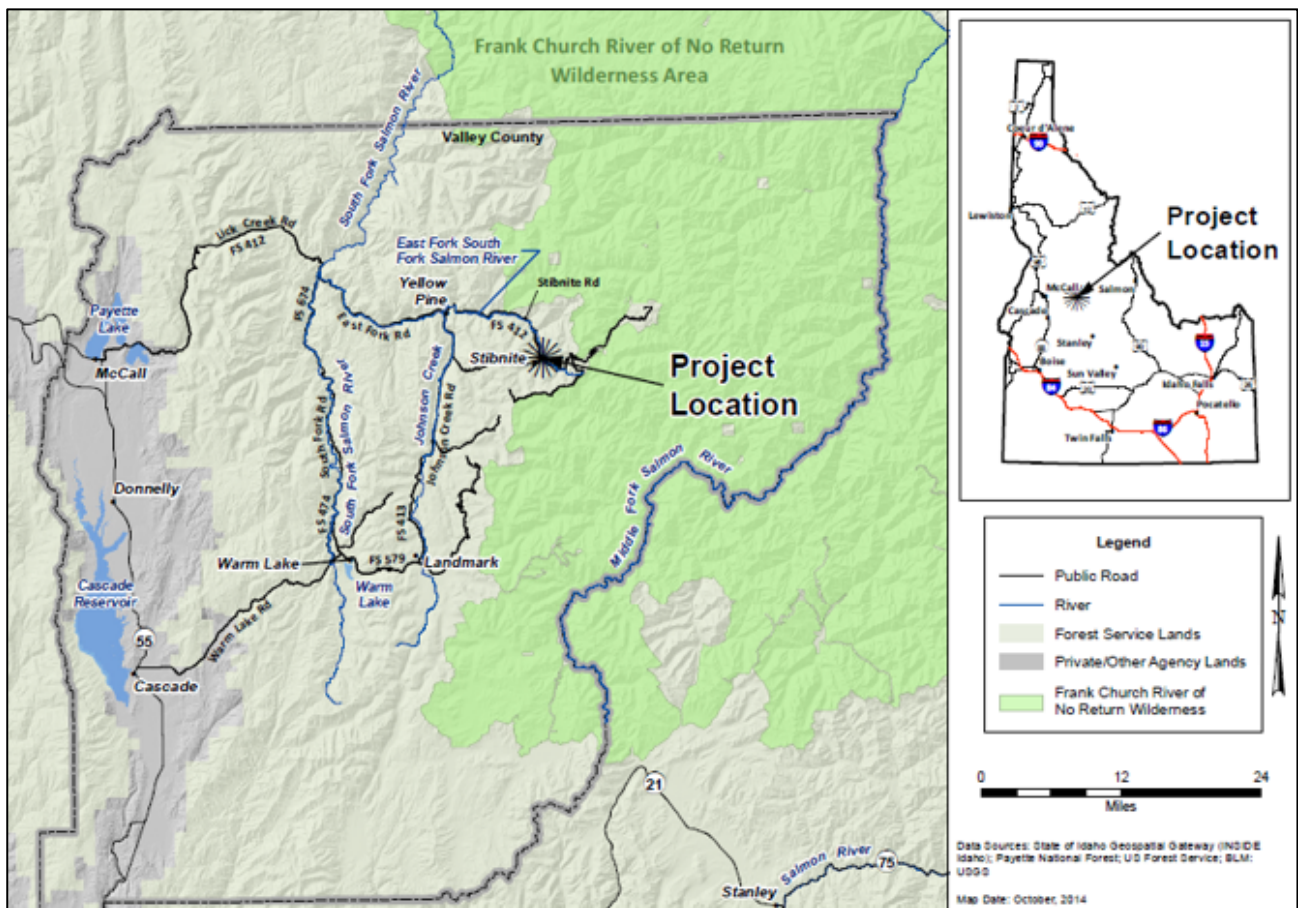 Frank Church River of No Return
Wilderness Area
South Fork Salmon River
Valley County
Lick Creek Rd
FS 412
East Fork South
Fork Salmon River
Stibnite Rd
Yellow
Pine
FS 412
East Fork Rd
FS 674
Payette
Lake
McCall
Stibnite
Project
Location
Johnson Creek
Johnson Creek Rd
South Fork Rd
South Fork Salmon River
Middle Fork Salmon River
Donnelly
FS 474
FS 413
FS 579
Landmark
Warm Lake
Warm
Lake
Cascade
Reservoir
Warm Lake Rd
55
Cascade
21
Salmon River
75
Stanley
Coeur d'Alene
Lewiston
Project
Location
McCall
Salmon
Cascade
Stanley
Boise
Sun Valley
Idaho Falls
Pocatello
Twin Falls
Legend
Public Road
River
Forest Service Lands
Private/Other Agency Lands
Frank Church River of
No Return Wilderness
N
0 12 24
Miles
Data Sources: State of Idaho Geospatial Gateway (INSIDE
Idaho); Payette National Forest; US Forest Service; BLM;
USGS
Map Date: October, 2014